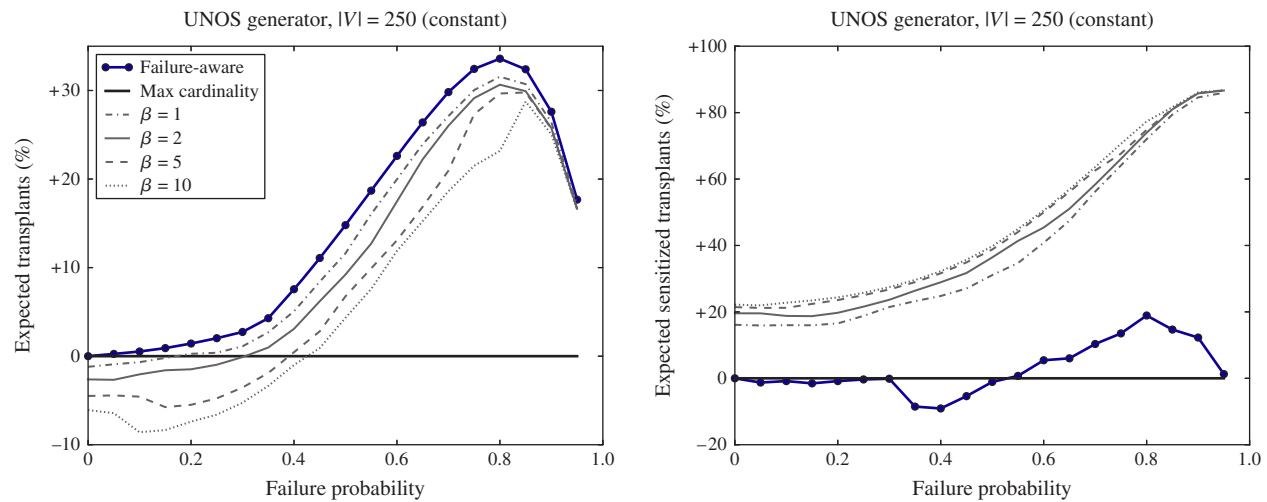 UNOS generator, |V| = 250 (constant)
Expected transplants (%)
+30
+20
+10
0
−10
Failure-aware
Max cardinality
β = 1
β = 2
β = 5
β = 10
0 0.2 0.4 0.6 0.8 1.0
Failure probability
UNOS generator, |V| = 250 (constant)
Expected sensitized transplants (%)
+100
+80
+60
+40
+20
0
−20
0 0.2 0.4 0.6 0.8 1.0
Failure probability